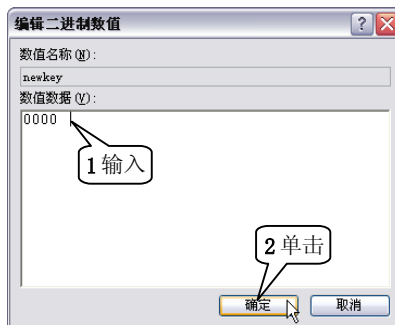 编辑二进制数值
数值名称(N):
newkey
数值数据(V):
0000
1 输入
2 单击
确定 取消